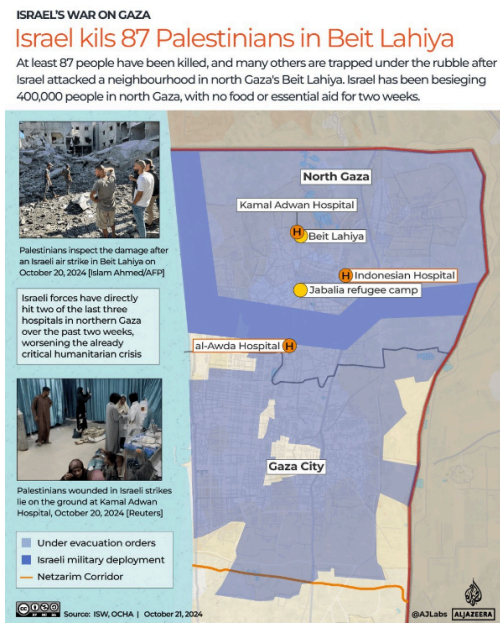 ISRAEL'S WAR ON GAZA
Israel kils 87 Palestinians in Beit Lahiya
At least 87 people have been killed, and many others are trapped under the rubble after
Israel attacked a neighbourhood in north Gaza's Beit Lahiya. Israel has been besieging
400,000 people in north Gaza, with no food or essential aid for two weeks.
Palestinians inspect the damage after
an Israeli air strike in Beit Lahiya on
October 20, 2024 [Islam Ahmed/AFP]
Israeli forces have directly
hit two of the last three
hospitals in northern Gaza
over the past two weeks,
worsening the already
critical humanitarian crisis
Palestinians wounded in Israeli strikes
lie on the ground at Kamal Adwan
Hospital, October 20, 2024 [Reuters]
North Gaza
Kamal Adwan Hospital
H
Beit Lahiya
H Indonesian Hospital
Jabalia refugee camp
al-Awda Hospital H
Gaza City
Under evacuation orders
Israeli military deployment
Netzarim Corridor
Source: ISW, OCHA | October 21, 2024
@AJLabs
ALJAZEERA